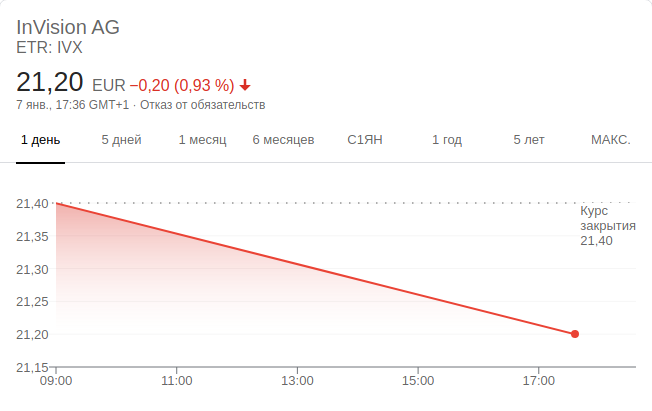 InVision AG
ETR: IVX
21,20 EUR −0,20 (0,93 %)
7 янв., 17:36 GMT+1 · Отказ от обязательств
1 день 5 дней 1 месяц 6 месяцев С1ЯН 1 год 5 лет МАКС.
21,40
Курс
закрытия
21,40
21,35
21,30
21,25
21,20
21,15
09:00 11:00 13:00 15:00 17:00